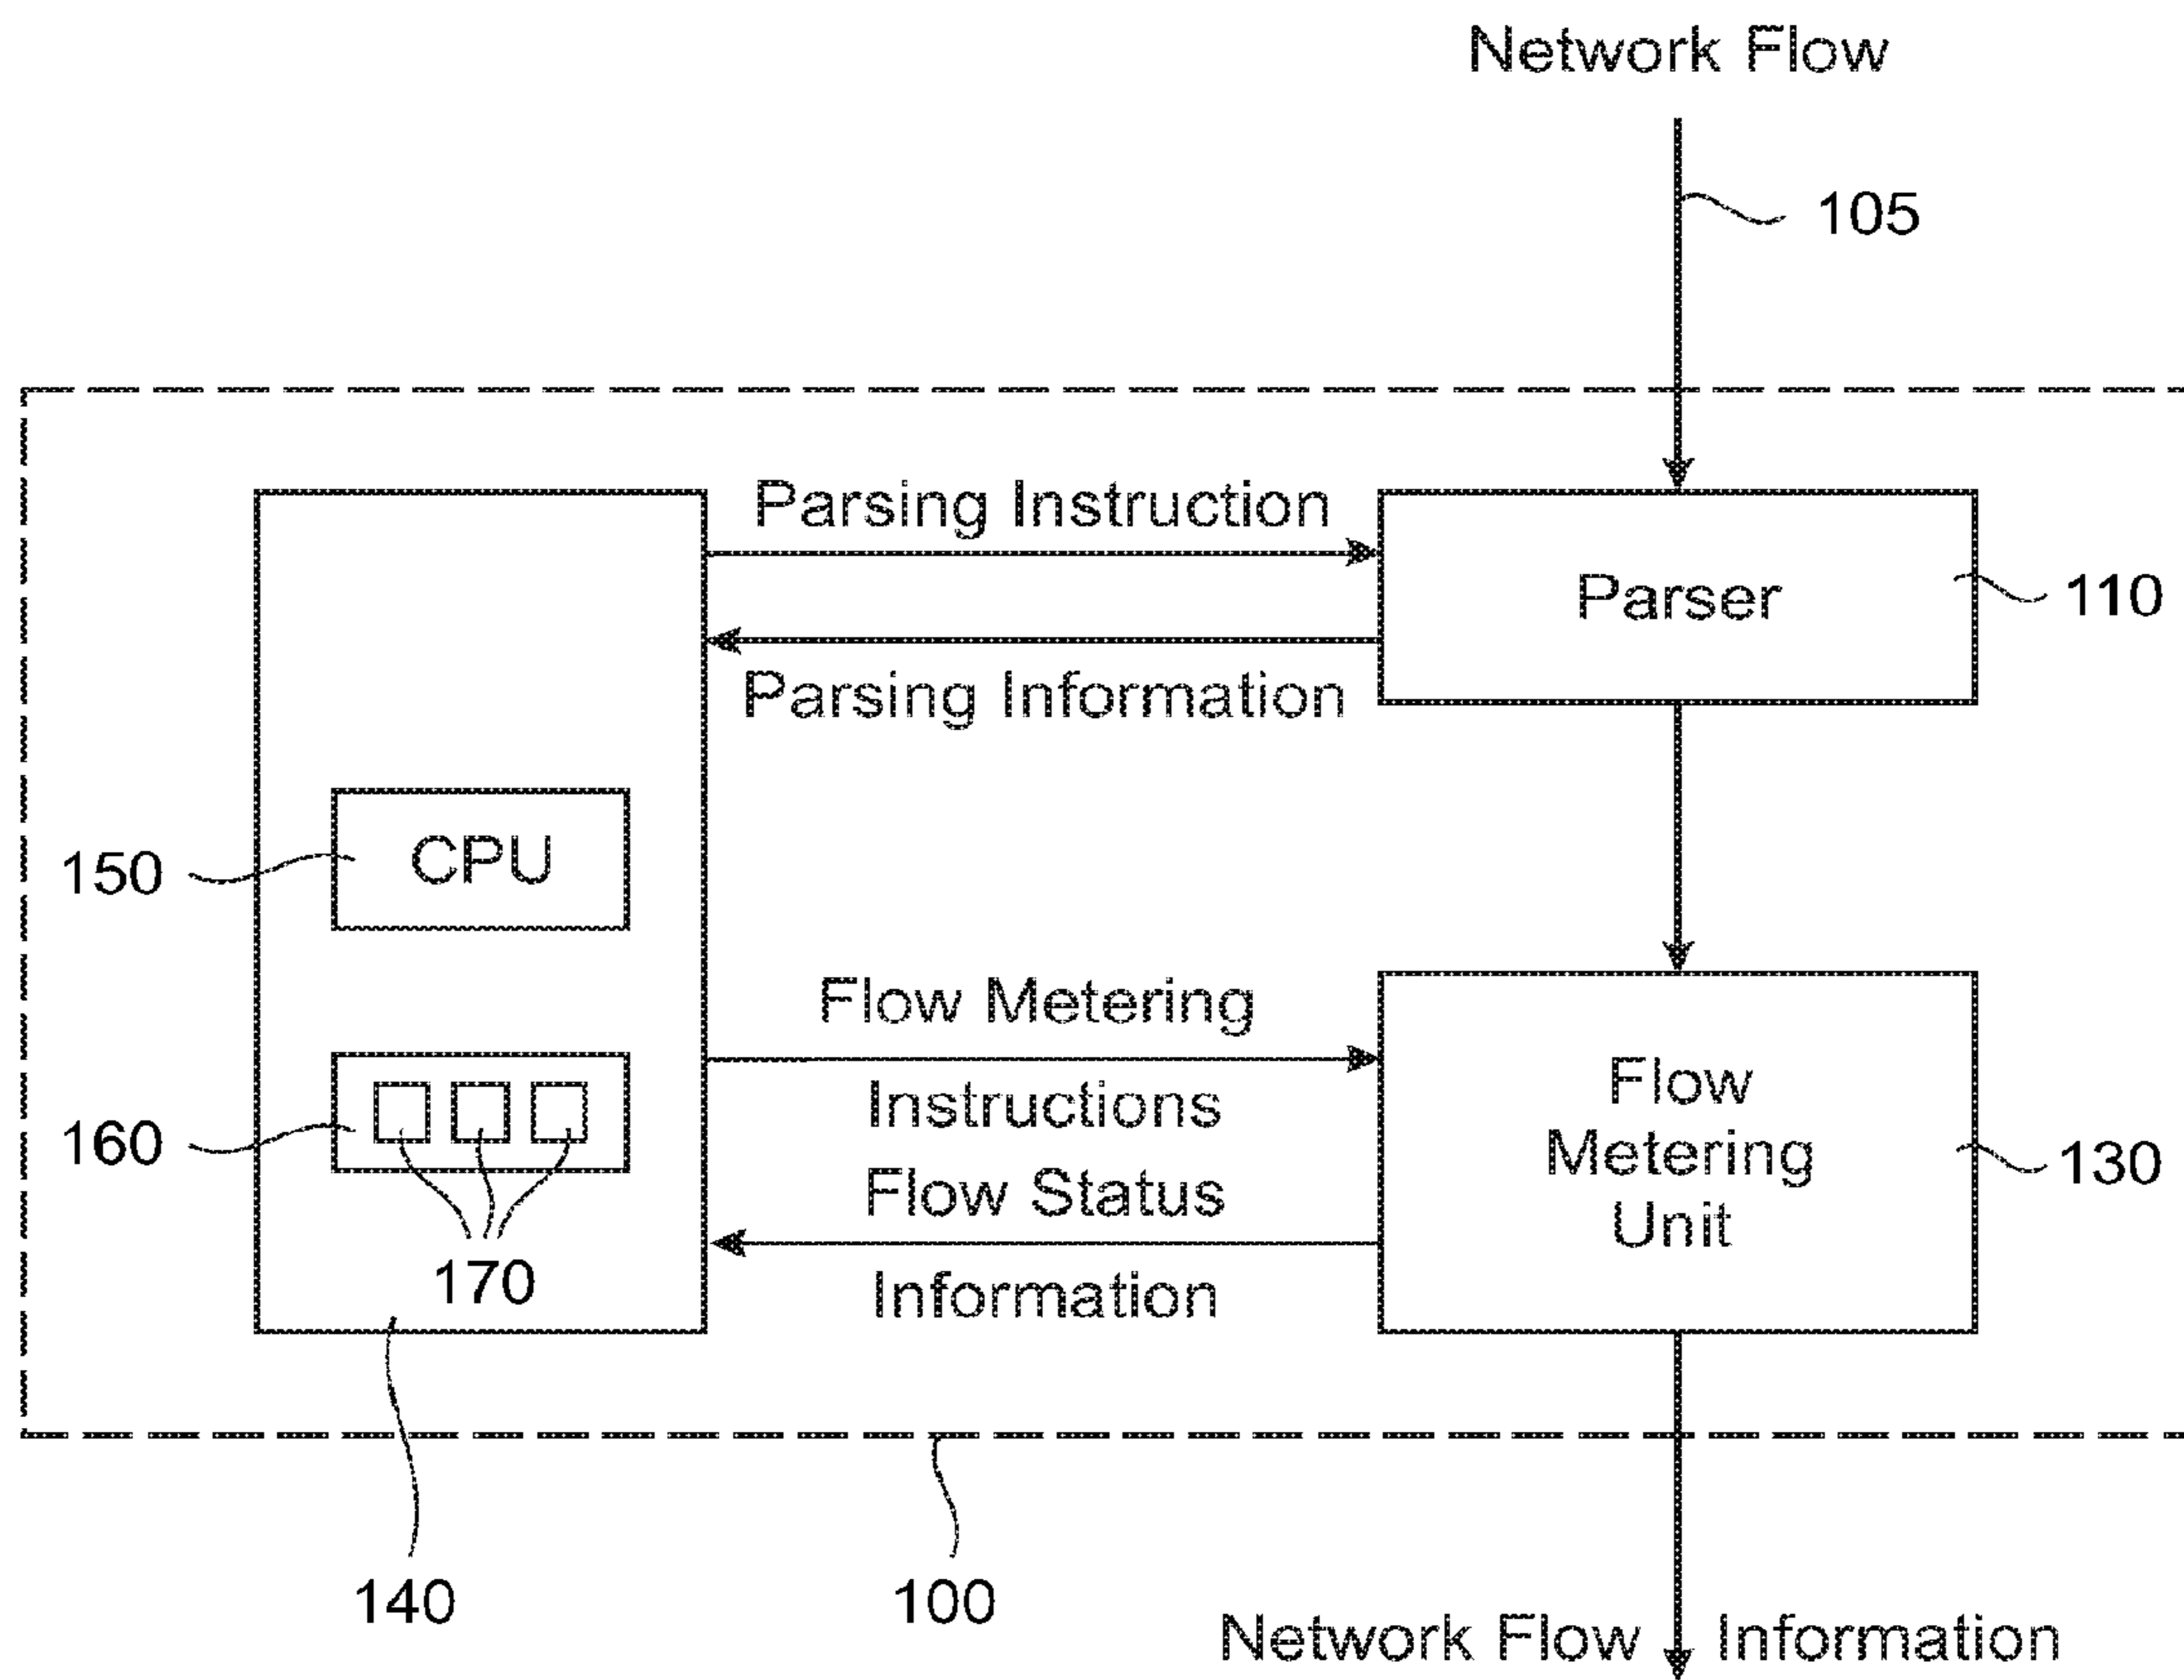 Network Flow
105
Parsing Instruction
Parser
110
Parsing Information
CPU
150
Flow Metering
Instructions
Flow Status
Information
Flow
Metering
Unit
130
160
170
140
100
Network Flow Information